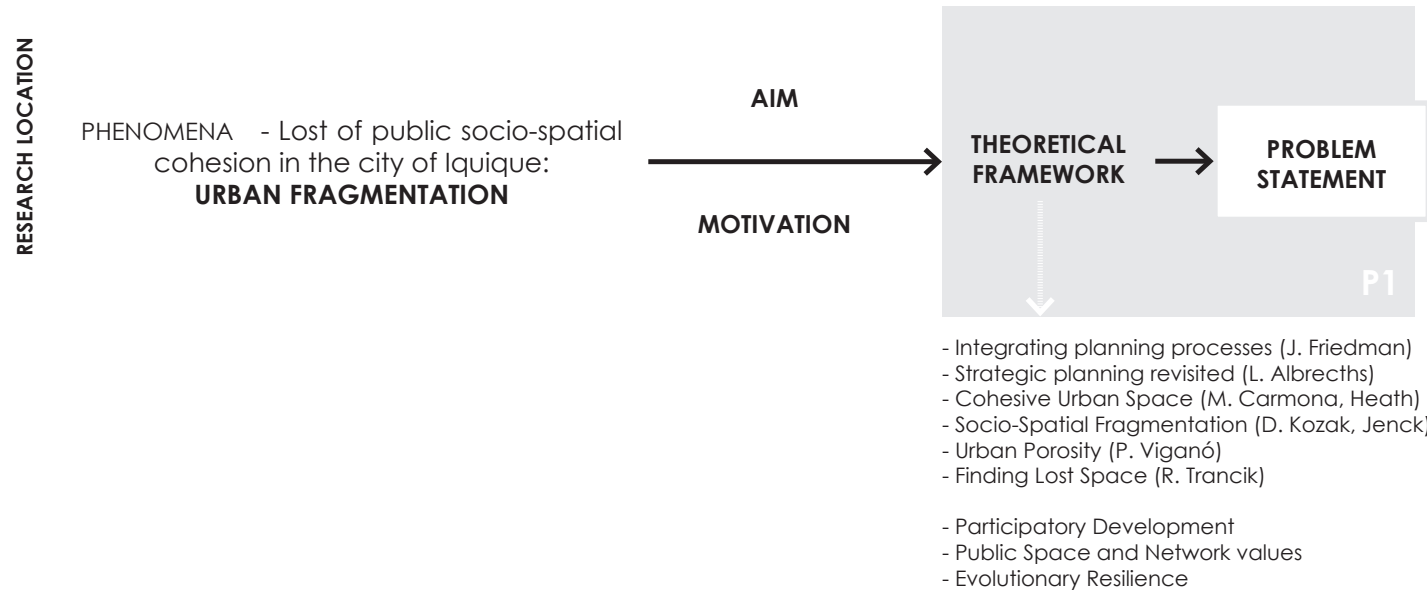 RESEARCH LOCATION
PHENOMENA - Lost of public socio-spatial
cohesion in the city of Iquique:
URBAN FRAGMENTATION
AIM
MOTIVATION
THEORETICAL
FRAMEWORK
PROBLEM
STATEMENT
P1
- Integrating planning processes (J. Friedman)
- Strategic planning revisited (L. Albrecths)
- Cohesive Urban Space (M. Carmona, Heath)
- Socio-Spatial Fragmentation (D. Kozak, Jenck)
- Urban Porosity (P. Viganó)
- Finding Lost Space (R. Trancik)
- Participatory Development
- Public Space and Network values
- Evolutionary Resilience